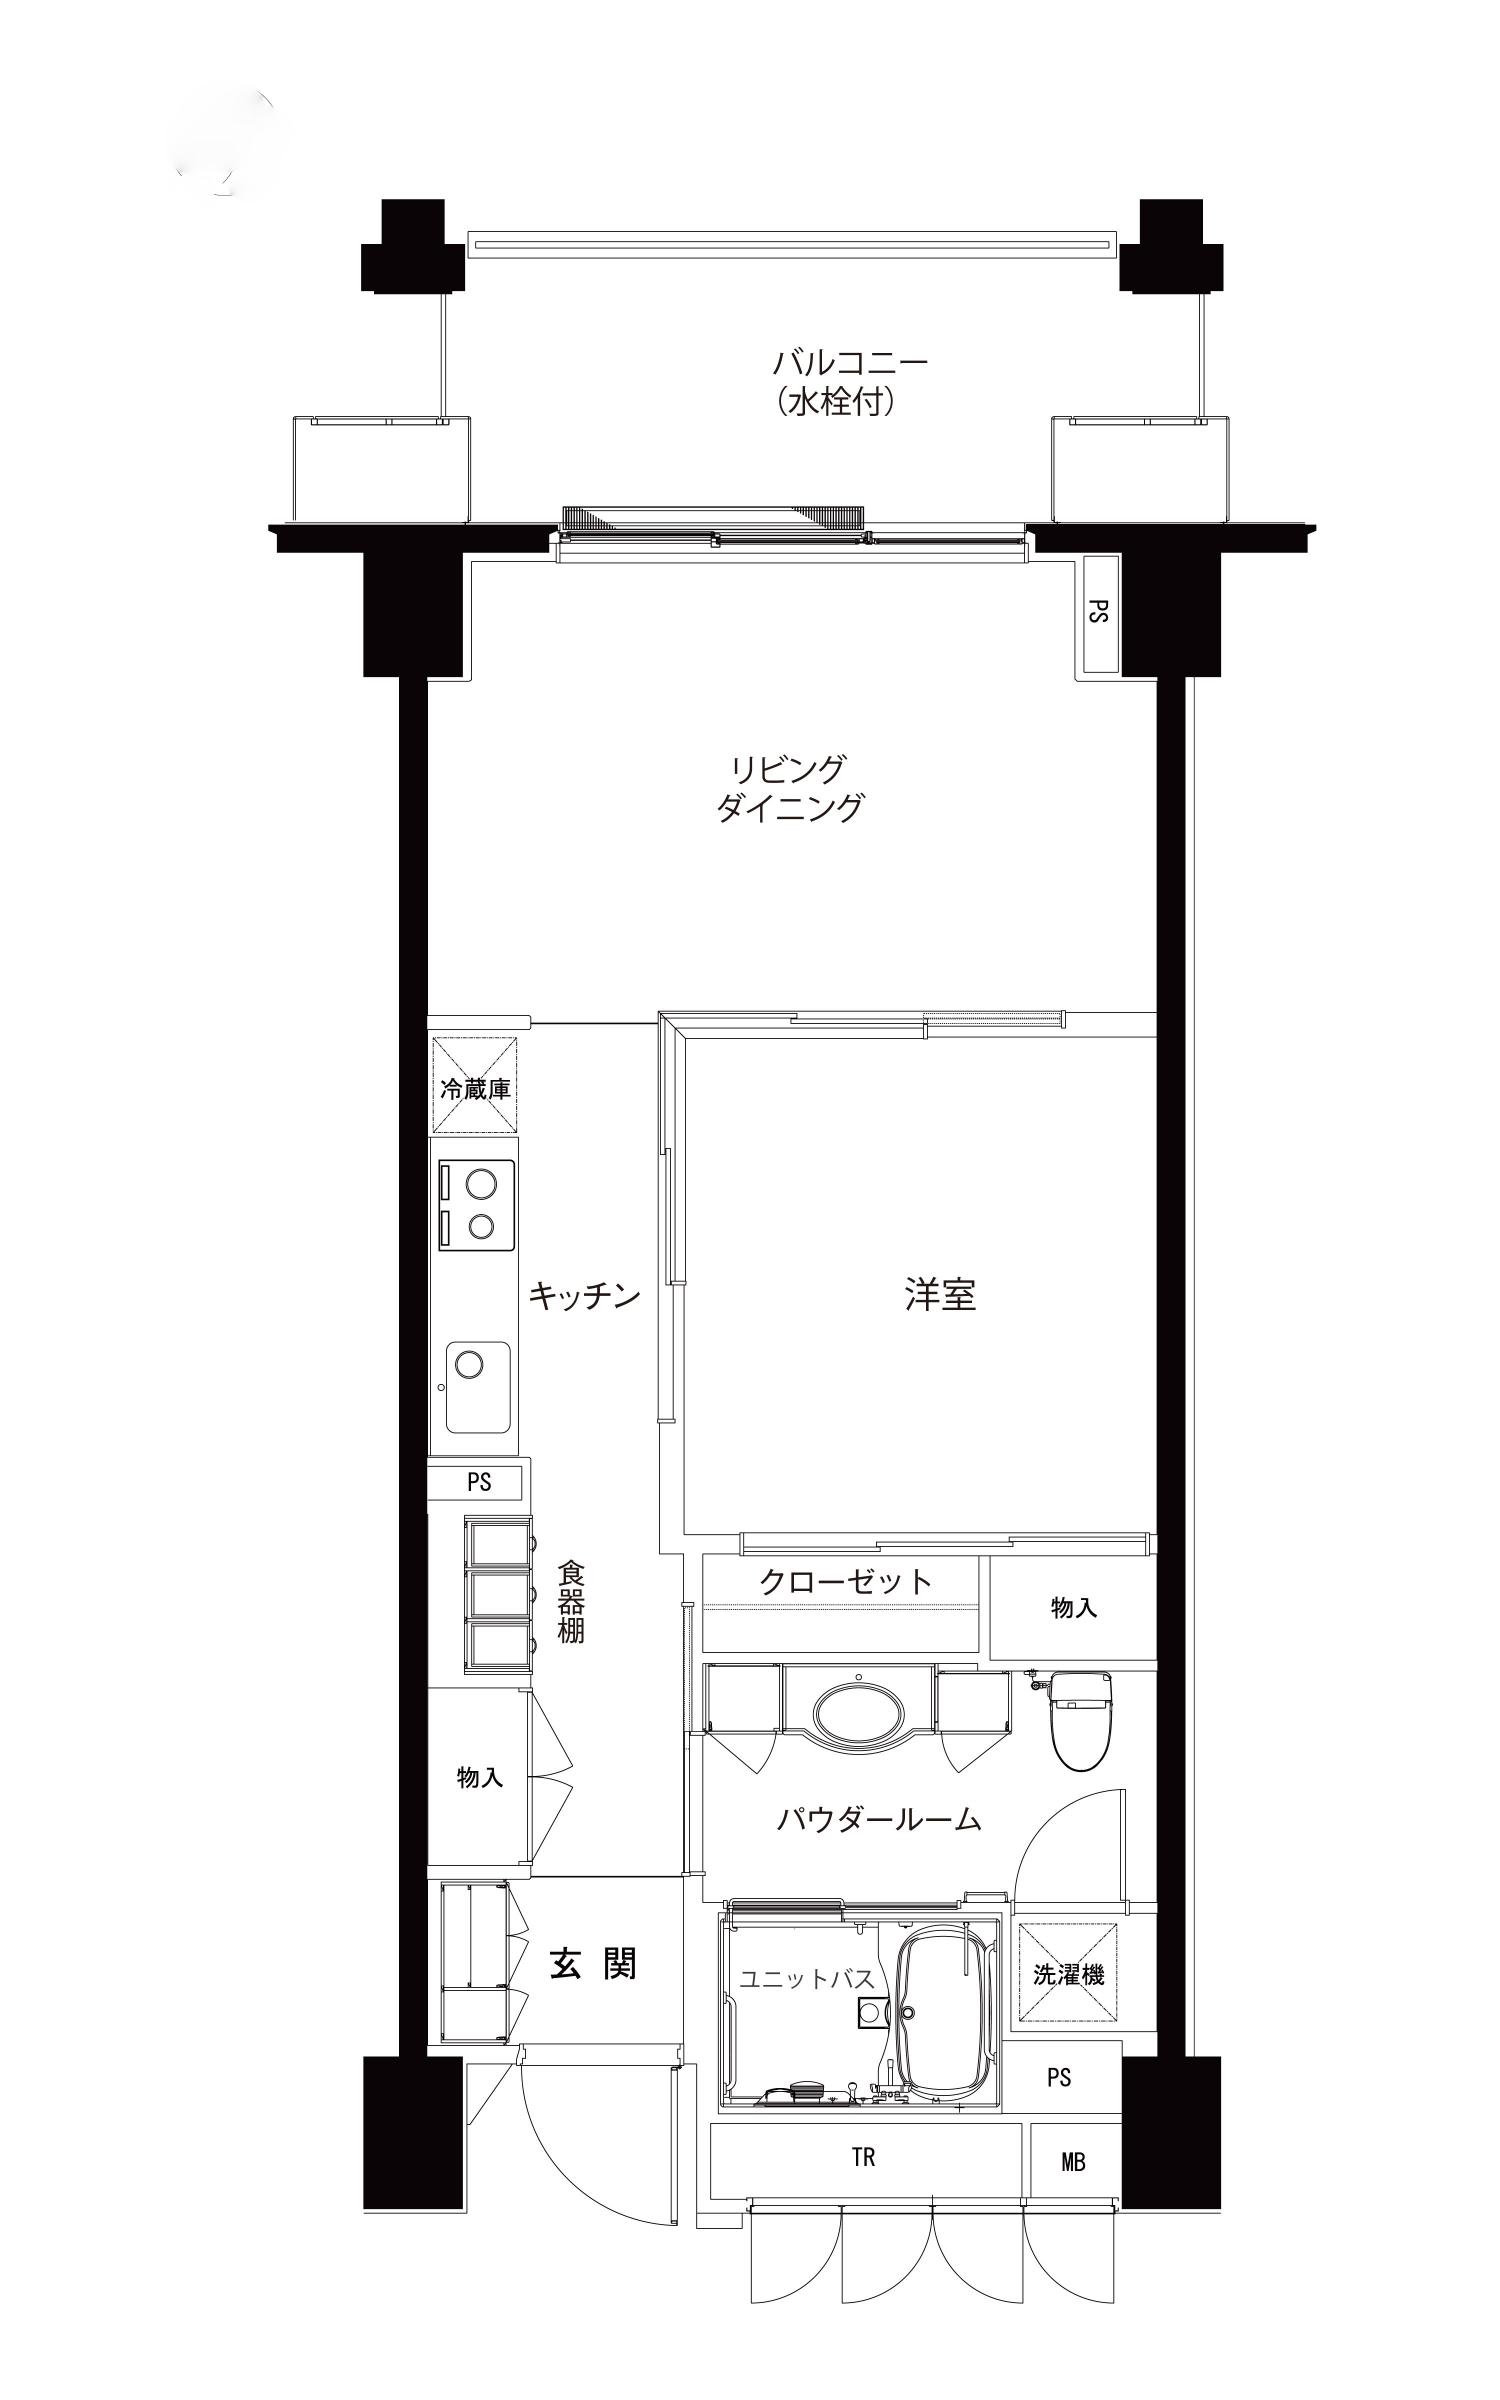 バルコニー
（水栓付）
PS
リビング
ダイニング
冷蔵庫
キッチン
洋室
PS
食器棚
クローゼット
物入
物入
パウダールーム
玄関
ユニットバス
洗濯機
PS
TR
MB